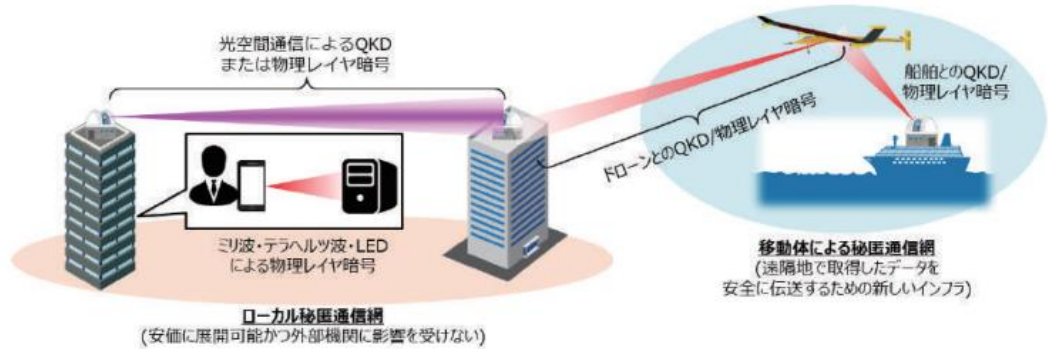 光空間通信によるQKD
または物理レイヤ暗号
船舶とのQKD/
物理レイヤ暗号
ドローンとのQKD/物理レイヤ暗号
ミリ波・テラヘルツ波・LED
による物理レイヤ暗号
移動体による秘匿通信網
(遠隔地で取得したデータを
安全に伝送するための新しいインフラ)
ローカル秘匿通信網
(安価に展開可能かつ外部機関に影響を受けない)